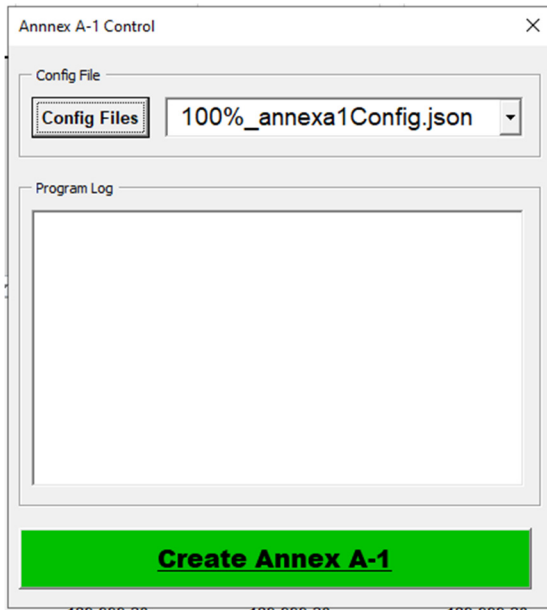 Annnex A-1 Control
Config File
Config Files
100%_annexa1Config.json
Program Log
Create Annex A-1